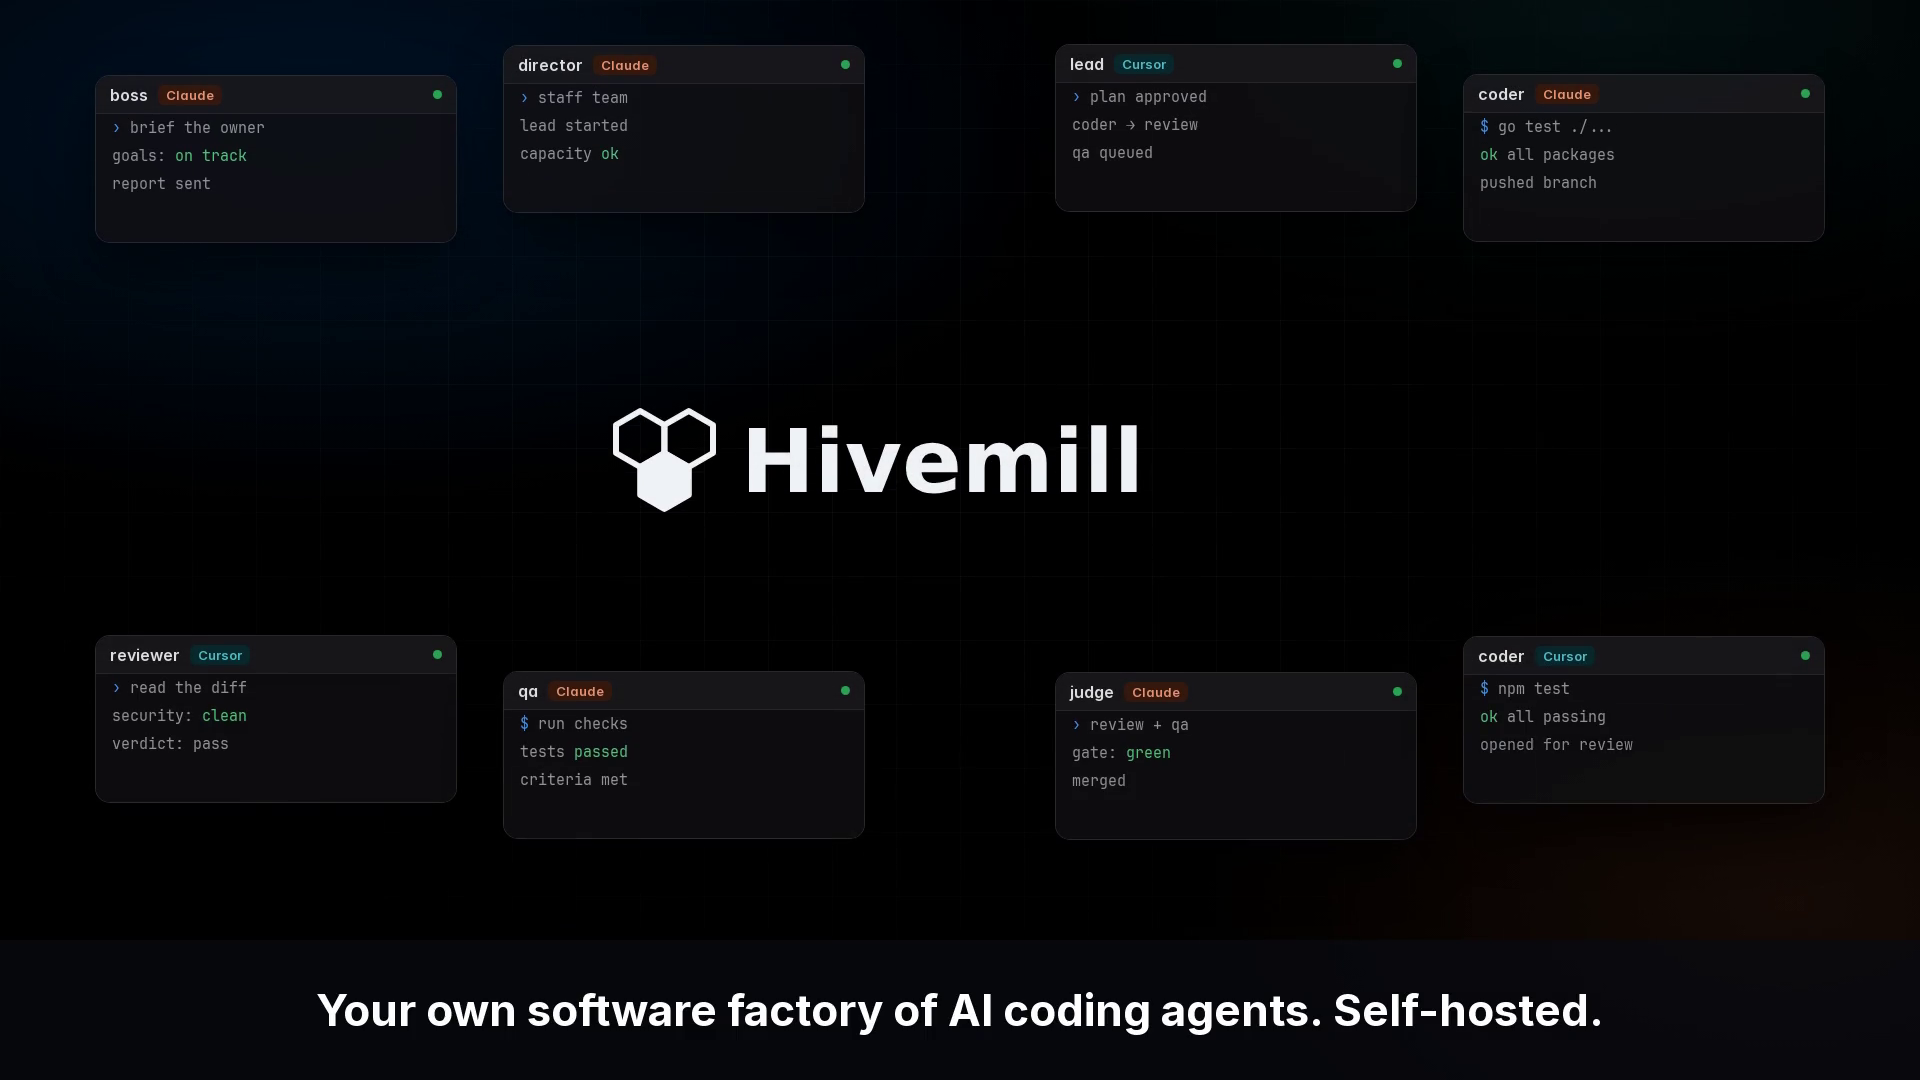 boss Claude
› brief the owner
goals: on track
report sent
director Claude
› staff team
lead started
capacity ok
lead Cursor
› plan approved
coder → review
qa queued
coder Claude
$ go test ./...
ok all packages
pushed branch
Hivemill
reviewer Cursor
› read the diff
security: clean
verdict: pass
qa Claude
$ run checks
tests passed
criteria met
judge Claude
› review + qa
gate: green
merged
coder Cursor
$ npm test
ok all passing
opened for review
Your own software factory of AI coding agents. Self-hosted.